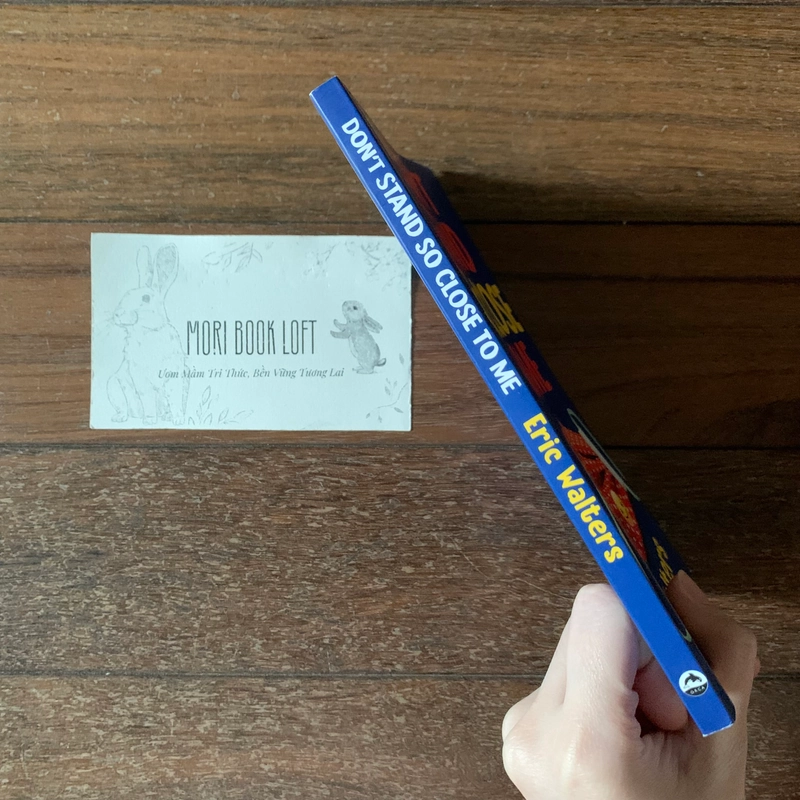 MORI BOOK LOFT
Ươm Mầm Tri Thức, Bền Vững Tương Lai
DON'T STAND SO CLOSE TO ME
Eric Walters
ORCA